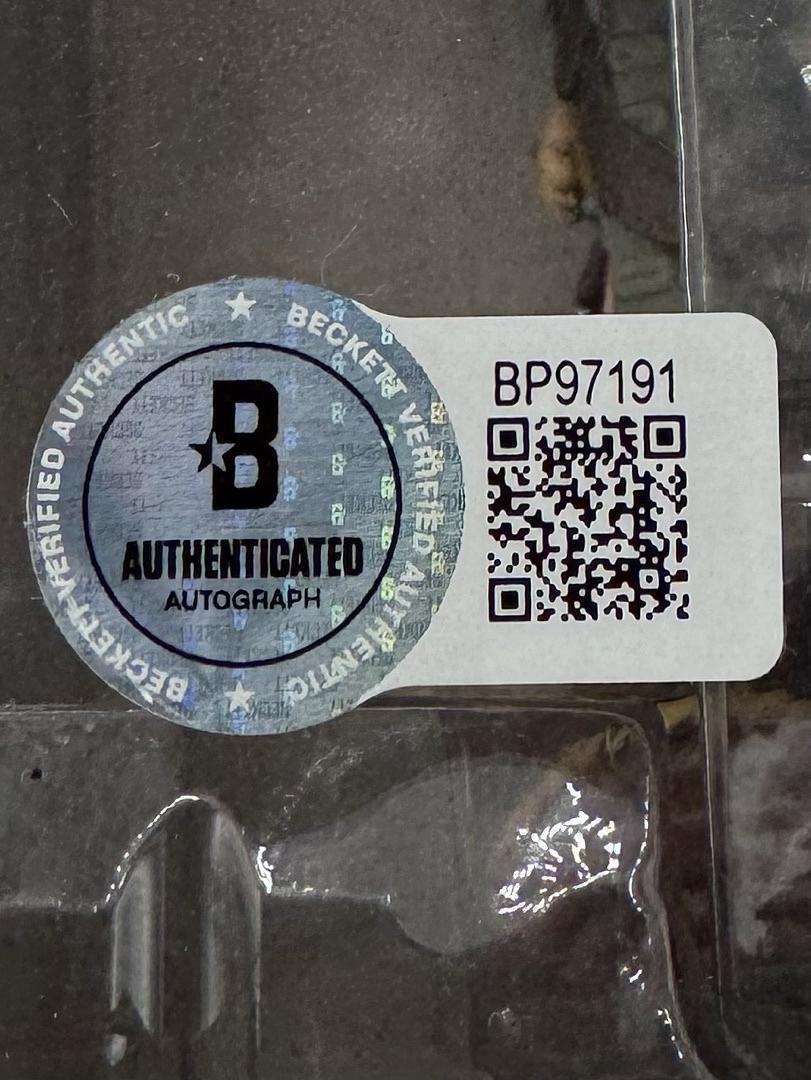 BECKETT VERIFIED AUTHENTIC
BECKETT VERIFIED AUTHENTIC
B
AUTHENTICATED
AUTOGRAPH
BP97191